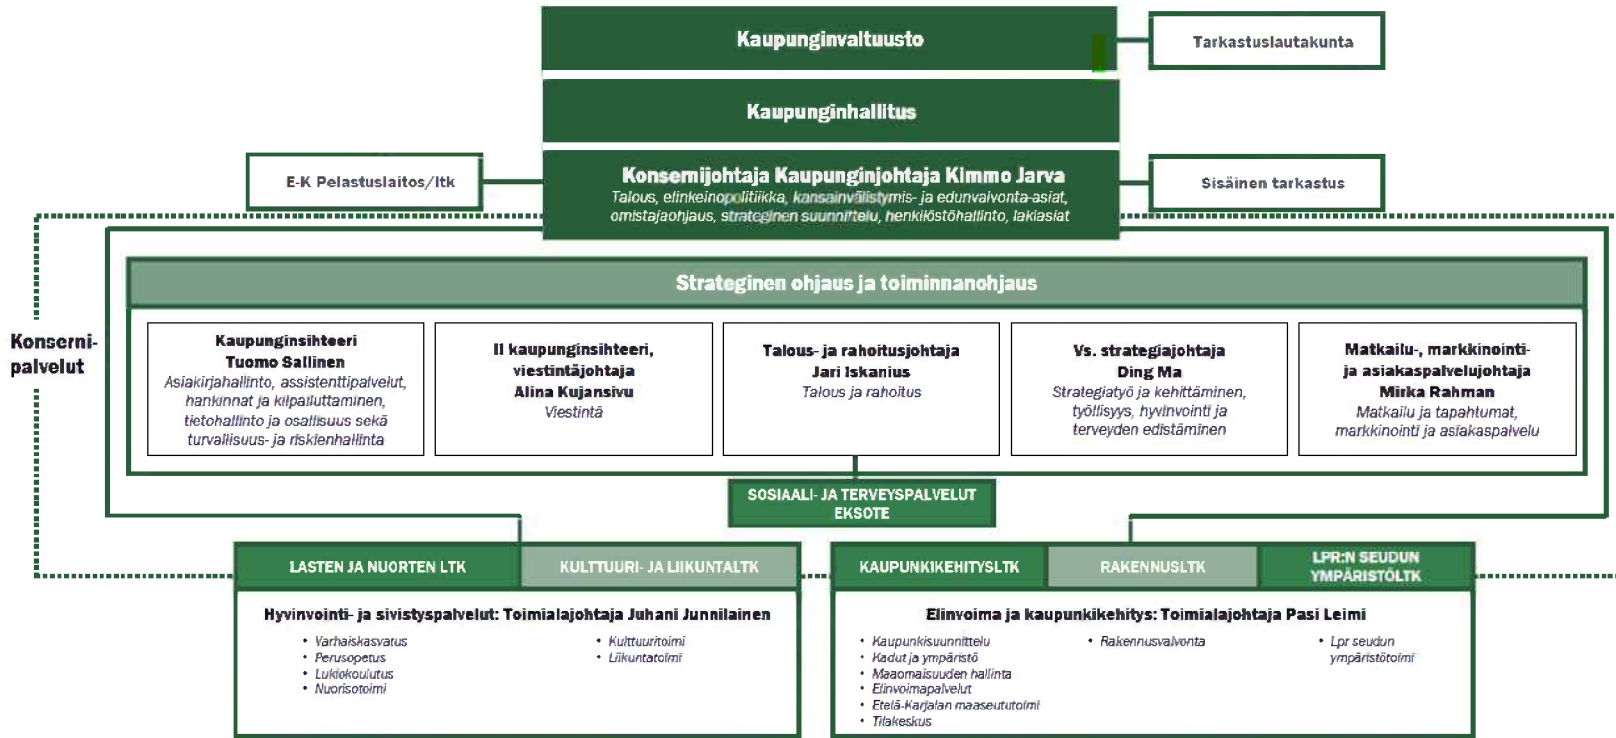 Kaupunginvaltuusto
Tarkastuslautakunta
Kaupunginhallitus
E-K Pelastuslaitos/ltk
Konsernijohtaja Kaupunginjohtaja Kimmo Jarva
Talous, elinkeinopolitiikka, kansainvälistymis- ja edunvalvonta-asiat,
omistajaohjaus, strateginen suunnittelu, henkilöstöhallinto, lakiasiat
Sisäinen tarkastus
Strateginen ohjaus ja toiminnanohjaus
Konserni-
palvelut
Kaupunginsihteeri
Tuomo Sallinen
Asiakirjahallinto, assistenttipalvelut,
hankinnat ja kilpailuttaminen,
tietohallinto ja osallisuus sekä
turvallisuus- ja riskienhallinta
II kaupunginsihteeri,
viestintäjohtaja
Alina Kujansivu
Viestintä
Talous- ja rahoitusjohtaja
Jari Iskanius
Talous ja rahoitus
Vs. strategiajohtaja
Ding Ma
Strategiatyö ja kehittäminen,
työllisyys, hyvinvointi ja
terveyden edistäminen
Matkailu-, markkinointi-
ja asiakaspalvelujohtaja
Mirka Rahman
Matkailu ja tapahtumat,
markkinointi ja asiakaspalvelu
SOSIAALI- JA TERVEYSPALVELUT
EKSOTE
LASTEN JA NUORTEN LTK
KULTTUURI- JA LIIKUNTALTK
Hyvinvointi- ja sivistyspalvelut: Toimialajohtaja Juhani Junnilainen
• Varhaiskasvatus
• Perusopetus
• Lukiokoulutus
• Nuorisotoimi
• Kulttuuritoimi
• Liikuntatoimi
KAUPUNKIKEHITYSLTK
RAKENNUSLTK
LPR:N SEUDUN
YMPÄRISTÖLTK
Elinvoima ja kaupunkikehitys: Toimialajohtaja Pasi Leimi
• Kaupunkisuunnittelu
• Kadut ja ympäristö
• Maaomaisuuden hallinta
• Elinvoimapalvelut
• Etelä-Karjalan maaseututoimi
• Tilakeskus
• Rakennusvalvonta
• Lpr seudun
ympäristötoimi